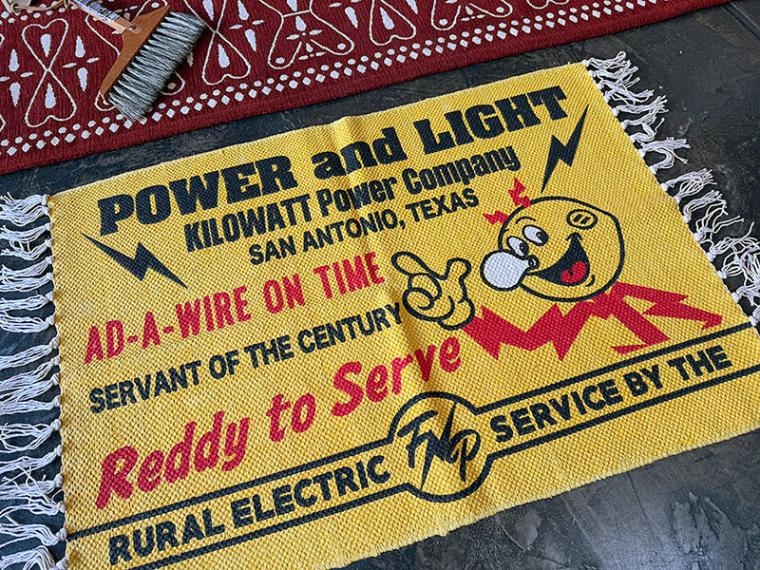 POWER and LIGHT
KILOWATT Power Company
SAN ANTONIO, TEXAS
AD-A-WIRE ON TIME
SERVANT OF THE CENTURY
Reddy to Serve
RURAL ELECTRIC FNP SERVICE BY THE